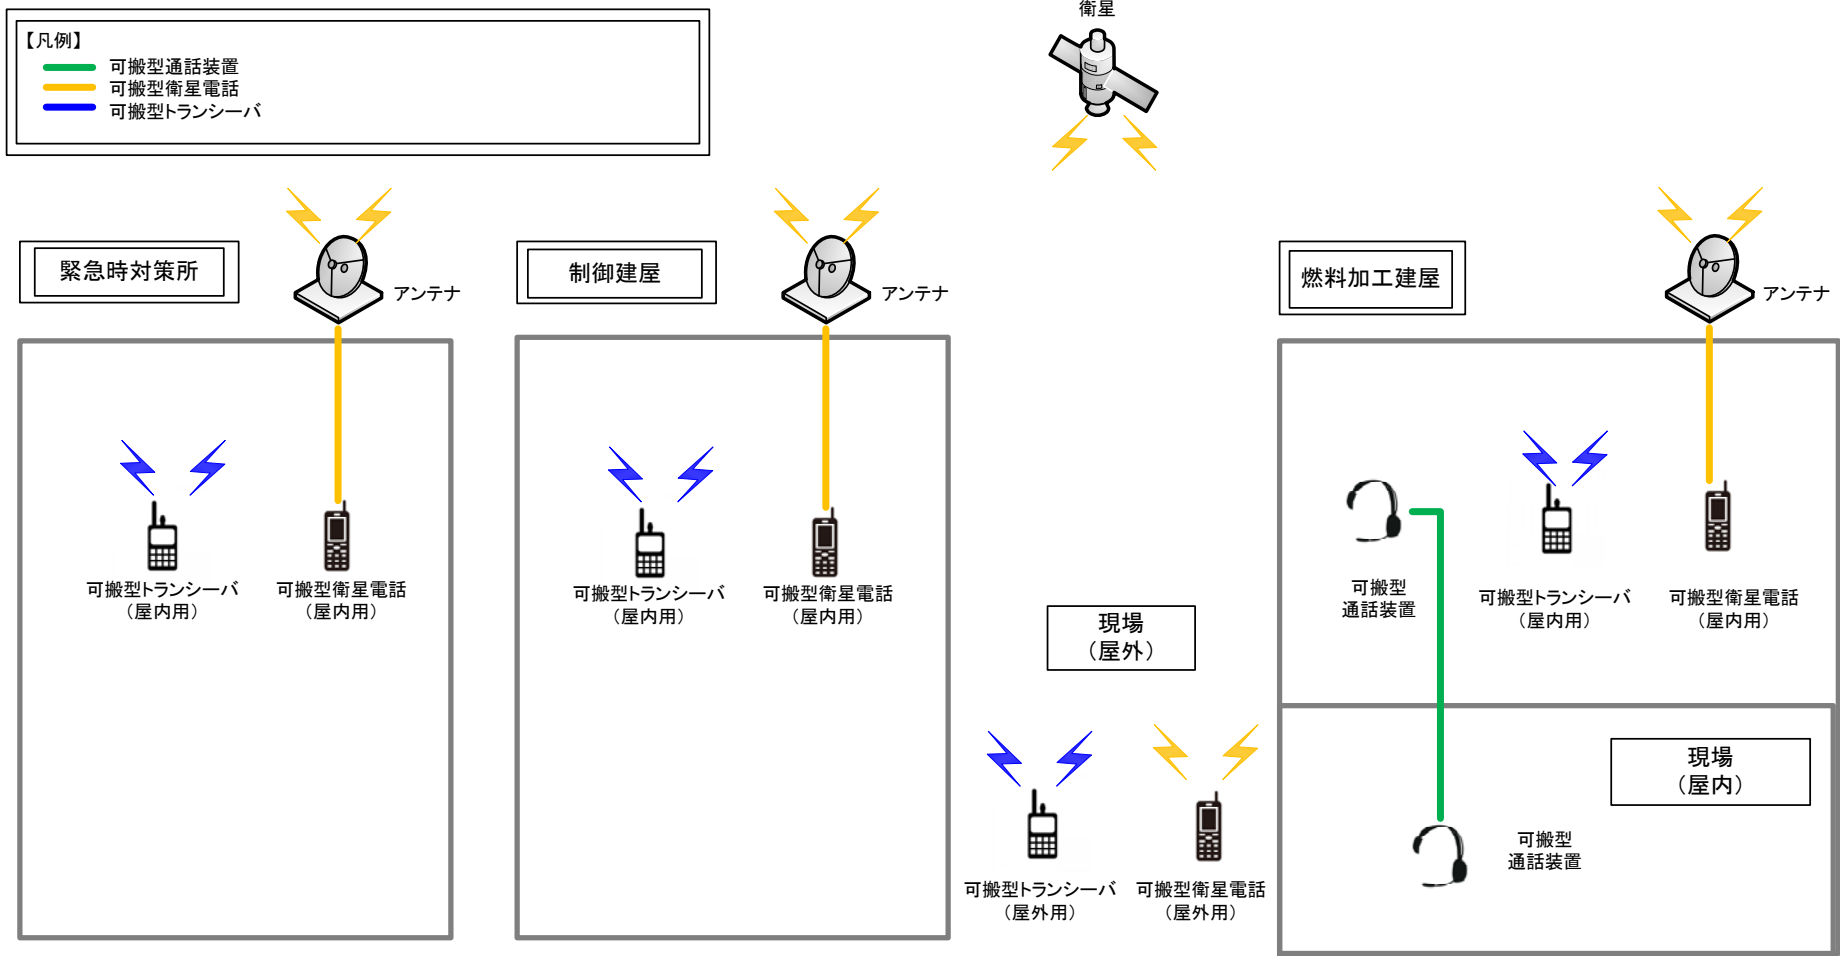 衛星
【凡例】
可搬型通話装置
可搬型衛星電話
可搬型トランシーバ
緊急時対策所
アンテナ
制御建屋
アンテナ
燃料加工建屋
アンテナ
可搬型トランシーバ
（屋内用）
可搬型衛星電話
（屋内用）
可搬型トランシーバ
（屋内用）
可搬型衛星電話
（屋内用）
現場
（屋外）
可搬型トランシーバ
（屋外用）
可搬型衛星電話
（屋外用）
可搬型
通話装置
可搬型トランシーバ
（屋内用）
可搬型衛星電話
（屋内用）
現場
（屋内）
可搬型
通話装置